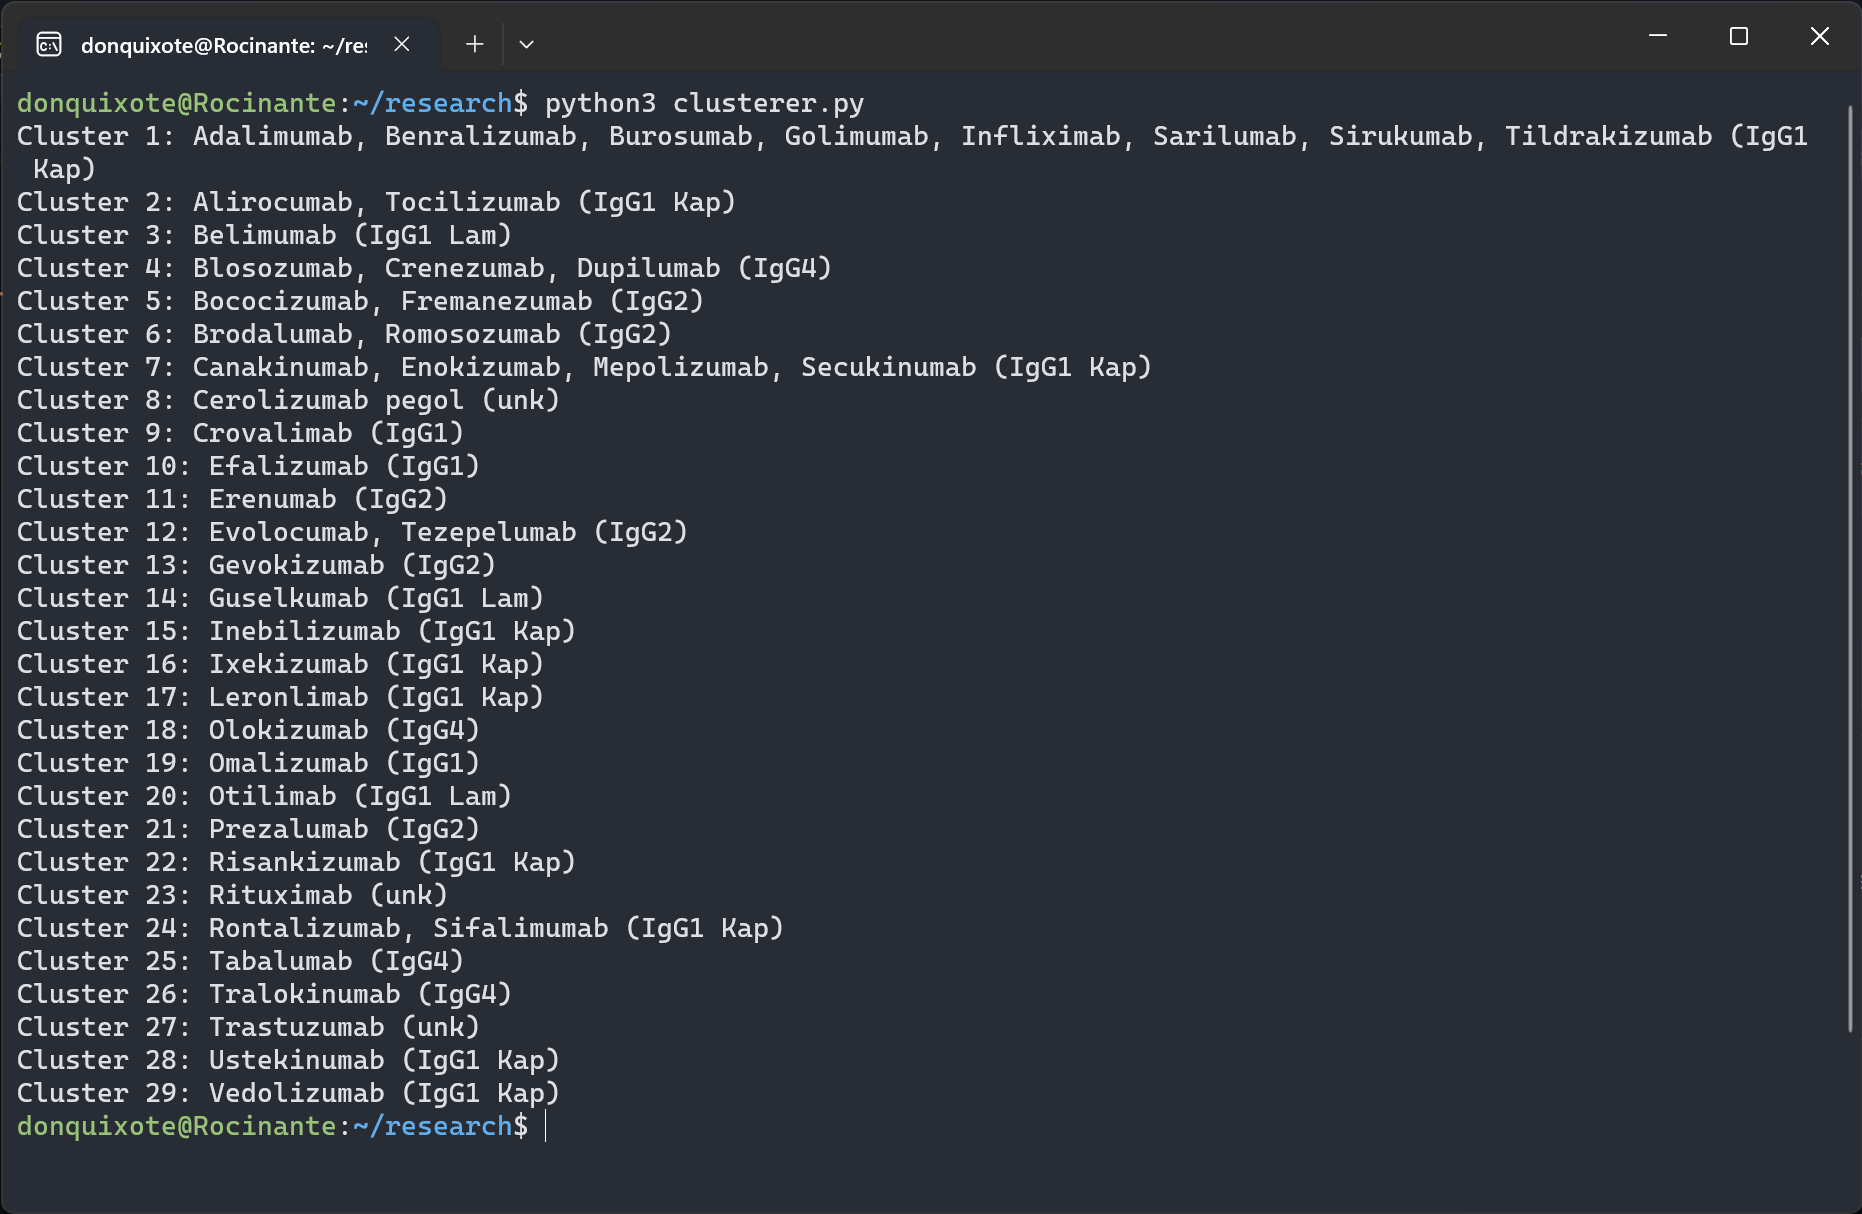 donquixote@Rocinante: ~/res
donquixote@Rocinante:~/research$ python3 clusterer.py
Cluster 1: Adalimumab, Benralizumab, Burosumab, Golimumab, Infliximab, Sarilumab, Sirukumab, Tildrakizumab (IgG1
 Kap)
Cluster 2: Alirocumab, Tocilizumab (IgG1 Kap)
Cluster 3: Belimumab (IgG1 Lam)
Cluster 4: Blosozumab, Crenezumab, Dupilumab (IgG4)
Cluster 5: Bococizumab, Fremanezumab (IgG2)
Cluster 6: Brodalumab, Romosozumab (IgG2)
Cluster 7: Canakinumab, Enokizumab, Mepolizumab, Secukinumab (IgG1 Kap)
Cluster 8: Cerolizumab pegol (unk)
Cluster 9: Crovalimab (IgG1)
Cluster 10: Efalizumab (IgG1)
Cluster 11: Erenumab (IgG2)
Cluster 12: Evolocumab, Tezepelumab (IgG2)
Cluster 13: Gevokizumab (IgG2)
Cluster 14: Guselkumab (IgG1 Lam)
Cluster 15: Inebilizumab (IgG1 Kap)
Cluster 16: Ixekizumab (IgG1 Kap)
Cluster 17: Leronlimab (IgG1 Kap)
Cluster 18: Olokizumab (IgG4)
Cluster 19: Omalizumab (IgG1)
Cluster 20: Otilimab (IgG1 Lam)
Cluster 21: Prezalumab (IgG2)
Cluster 22: Risankizumab (IgG1 Kap)
Cluster 23: Rituximab (unk)
Cluster 24: Rontalizumab, Sifalimumab (IgG1 Kap)
Cluster 25: Tabalumab (IgG4)
Cluster 26: Tralokinumab (IgG4)
Cluster 27: Trastuzumab (unk)
Cluster 28: Ustekinumab (IgG1 Kap)
Cluster 29: Vedolizumab (IgG1 Kap)
donquixote@Rocinante:~/research$